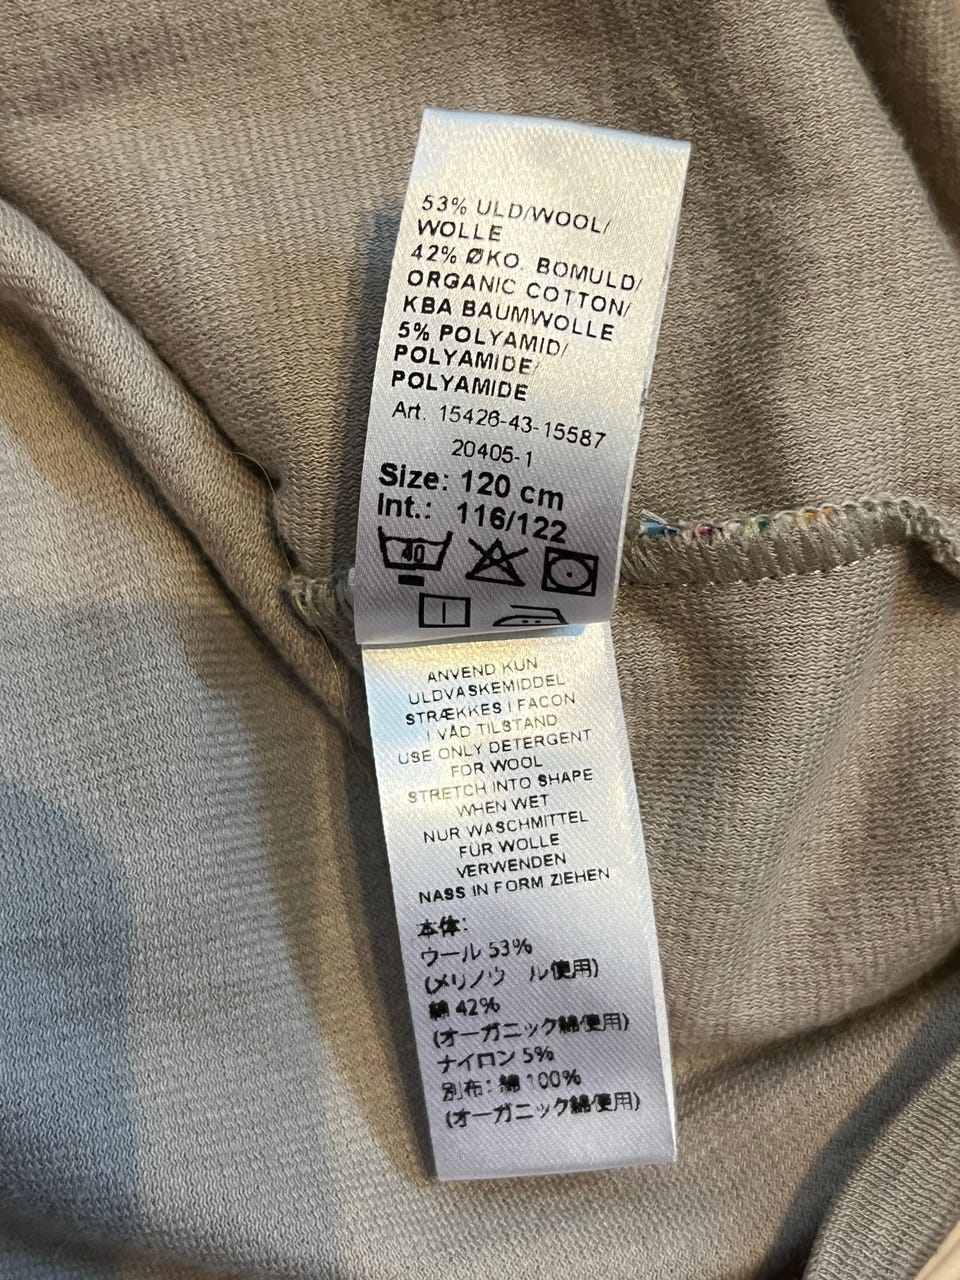 53% ULD/WOOL/
WOLLE
42% ØKO. BOMULD/
ORGANIC COTTON/
KBA BAUMWOLLE
5% POLYAMID/
POLYAMIDE/
POLYAMIDE
Art. 15426-43-15587
20405-1
Size: 120 cm
Int.: 116/122
40
ANVEND KUN
ULDVASKEMIDDEL
STRÆKKES I FACON
I VÅD TILSTAND
USE ONLY DETERGENT
FOR WOOL
STRETCH INTO SHAPE
WHEN WET
NUR WASCHMITTEL
FÜR WOLLE
VERWENDEN
NASS IN FORM ZIEHEN
本体:
ウール 53%
(メリノウール使用)
綿 42%
(オーガニック綿使用)
ナイロン 5%
別布: 綿 100%
(オーガニック綿使用)